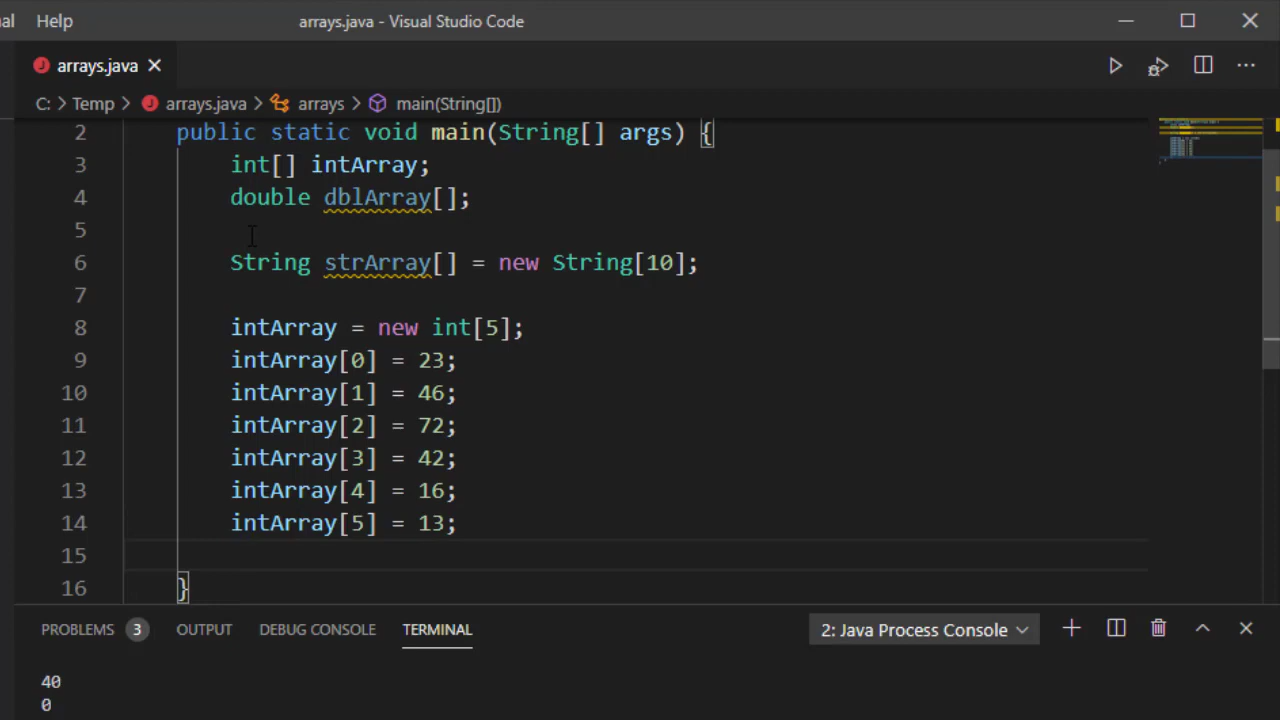 al Help arrays.java - Visual Studio Code
arrays.java
C: > Temp > arrays.java > arrays > main(String[])
2 public static void main(String[] args) {
3 int[] intArray;
4 double dblArray[];
5
6 String strArray[] = new String[10];
7
8 intArray = new int[5];
9 intArray[0] = 23;
10 intArray[1] = 46;
11 intArray[2] = 72;
12 intArray[3] = 42;
13 intArray[4] = 16;
14 intArray[5] = 13;
15
16 }
PROBLEMS 3 OUTPUT DEBUG CONSOLE TERMINAL 2: Java Process Console
40
0